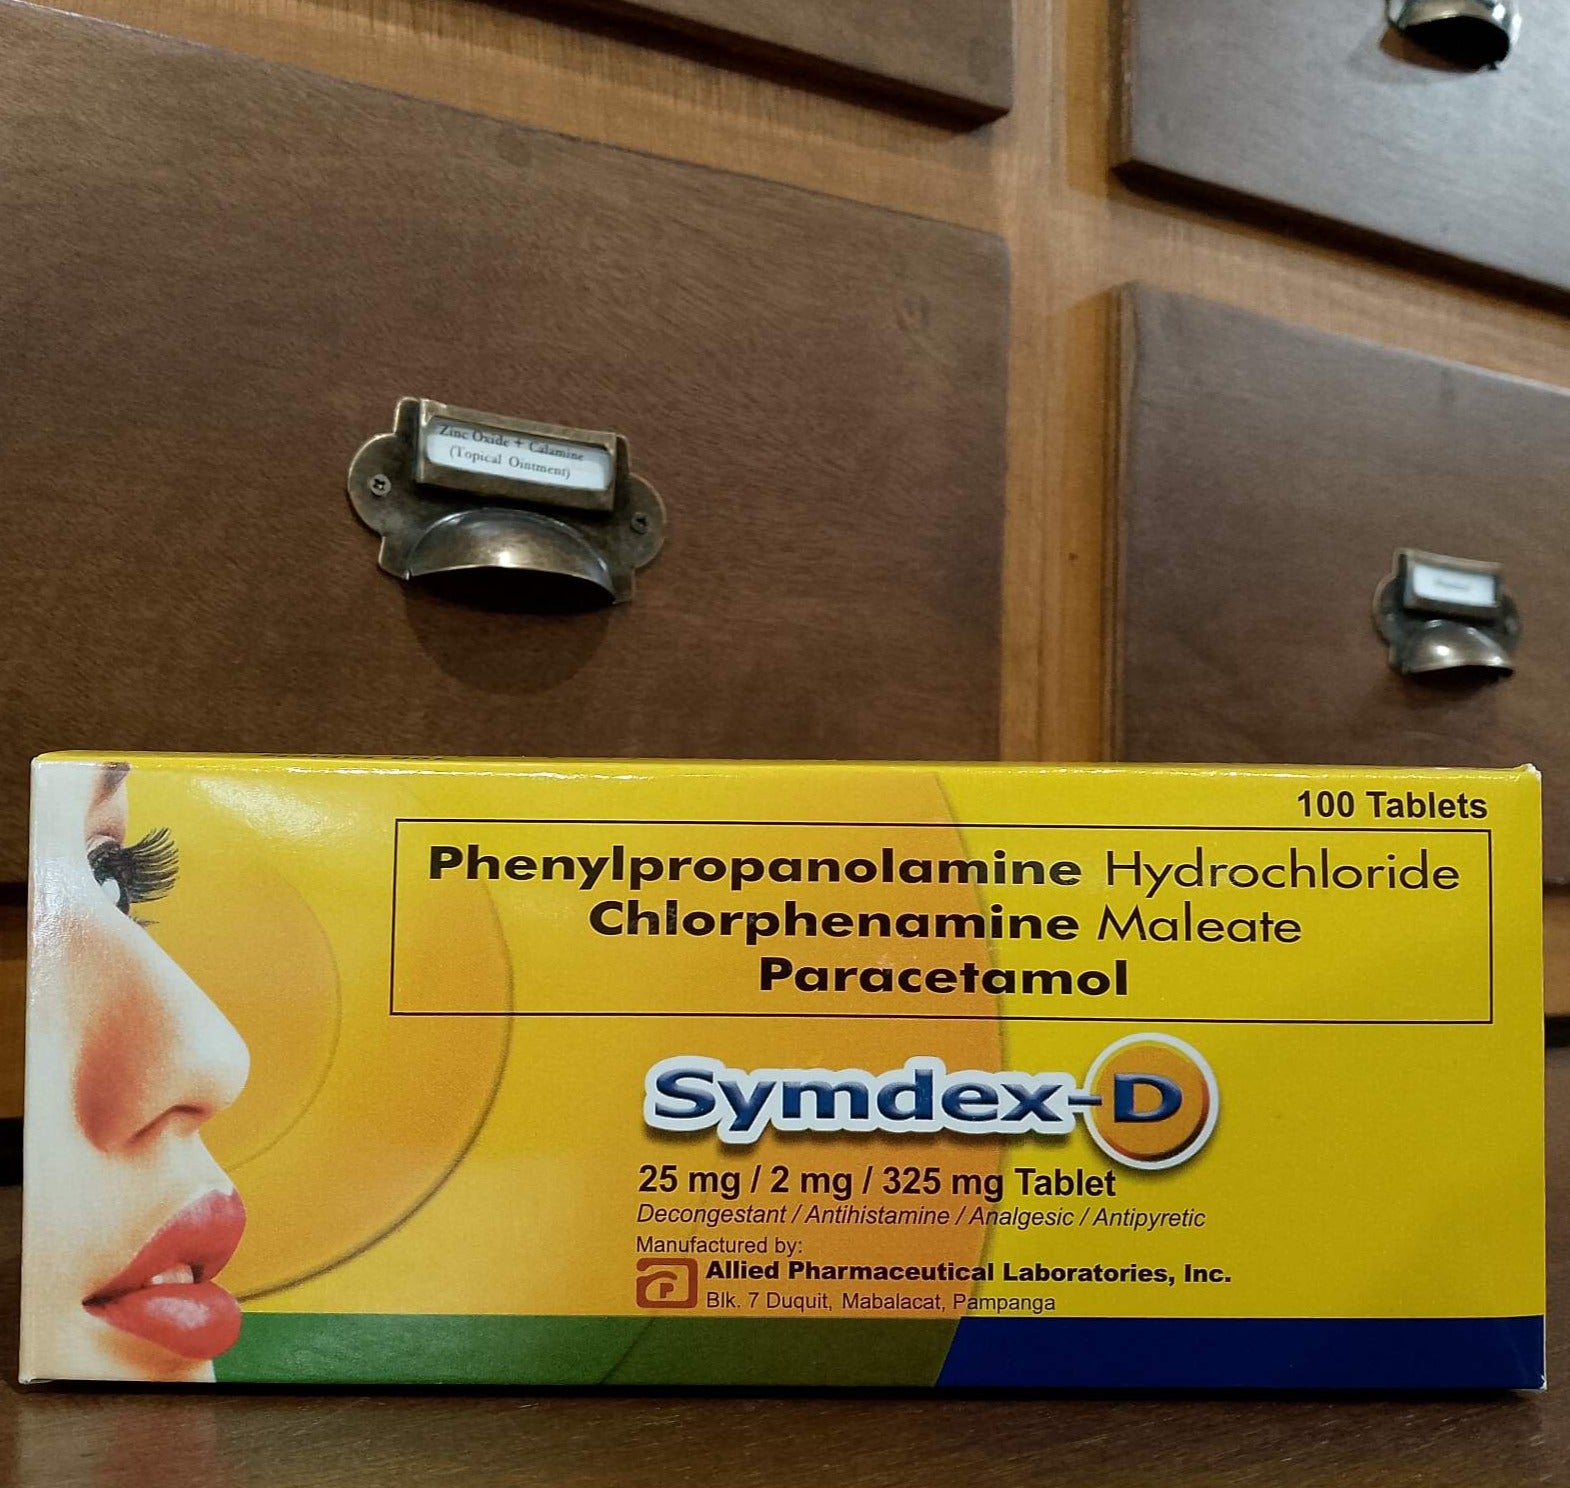 Zinc Oxide + Calamine
(Topical Ointment)
100 Tablets
Phenylpropanolamine Hydrochloride
Chlorphenamine Maleate
Paracetamol
Symdex-D
25 mg / 2 mg / 325 mg Tablet
Decongestant / Antihistamine / Analgesic / Antipyretic
Manufactured by:
Allied Pharmaceutical Laboratories, Inc.
Blk. 7 Duquit, Mabalacat, Pampanga